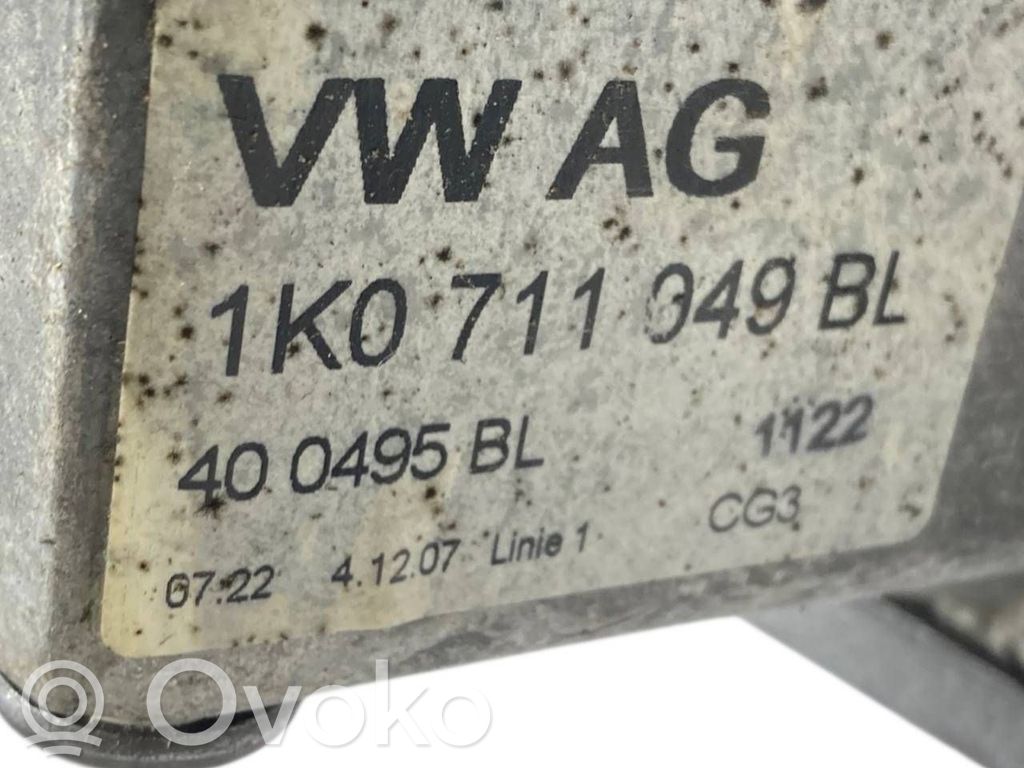 VW AG
1K0 711 049 BL
40 0495 BL 1122
CG3
07:22 4.12.07 Linie 1
Ovoko